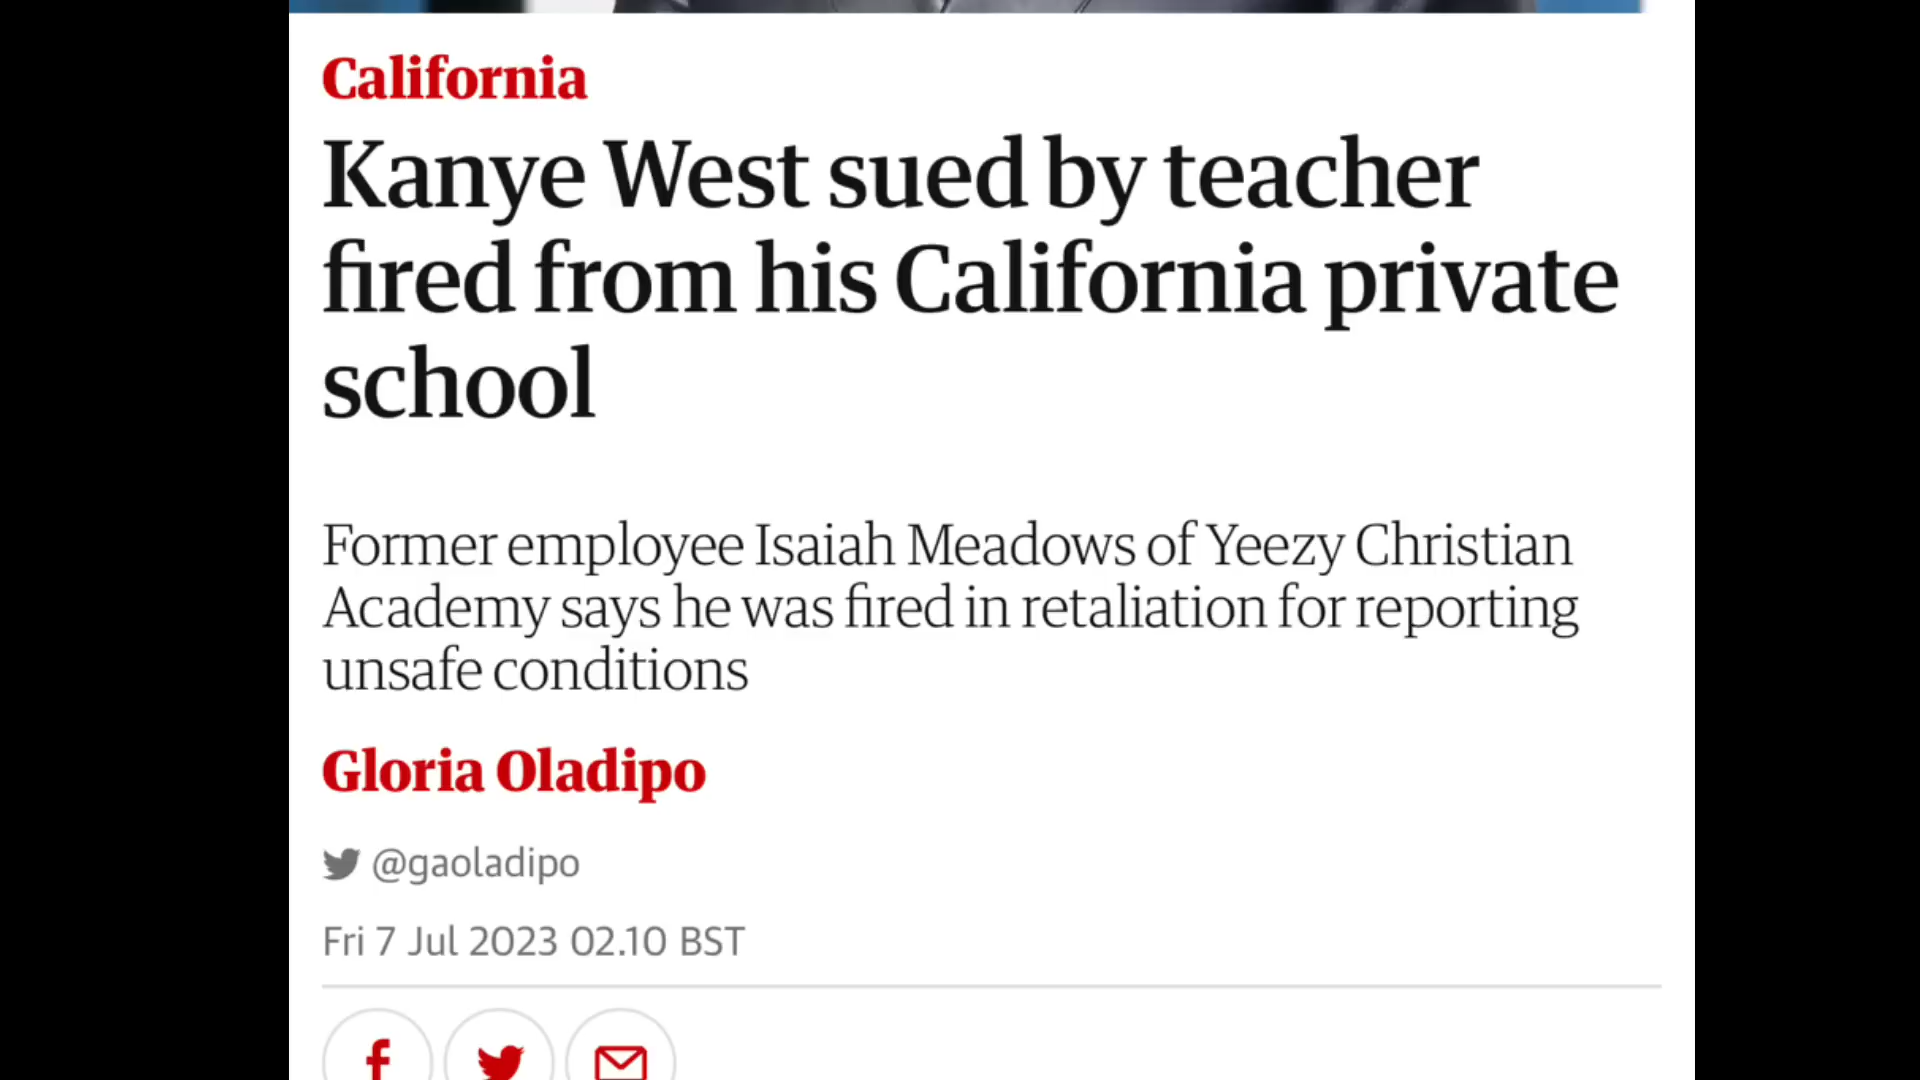 California
Kanye West sued by teacher
fired from his California private
school
Former employee Isaiah Meadows of Yeezy Christian
Academy says he was fired in retaliation for reporting
unsafe conditions
Gloria Oladipo
@gaoladipo
Fri 7 Jul 2023 02.10 BST